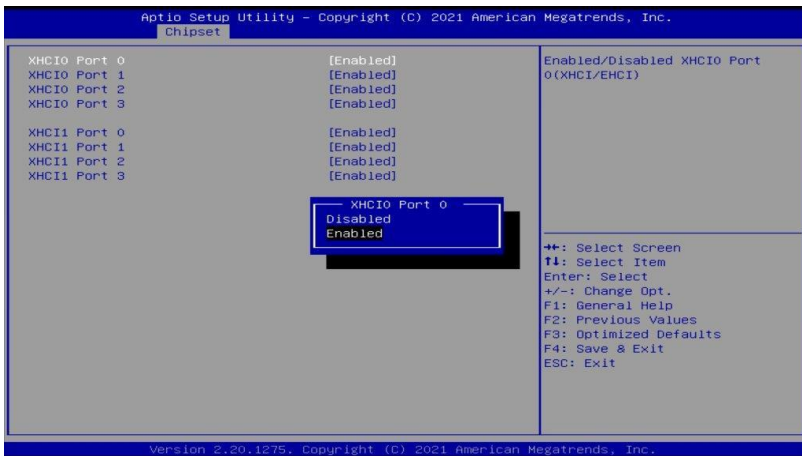 Aptio Setup Utility – Copyright (C) 2021 American Megatrends, Inc.
Chipset
XHCI0 Port 0 [Enabled]
XHCI0 Port 1 [Enabled]
XHCI0 Port 2 [Enabled]
XHCI0 Port 3 [Enabled]
XHCI1 Port 0 [Enabled]
XHCI1 Port 1 [Enabled]
XHCI1 Port 2 [Enabled]
XHCI1 Port 3 [Enabled]
XHCI0 Port 0
Disabled
Enabled
Enabled/Disabled XHCI0 Port
0(XHCI/EHCI)
→←: Select Screen
↑↓: Select Item
Enter: Select
+/-: Change Opt.
F1: General Help
F2: Previous Values
F3: Optimized Defaults
F4: Save & Exit
ESC: Exit
Version 2.20.1275. Copyright (C) 2021 American Megatrends, Inc.